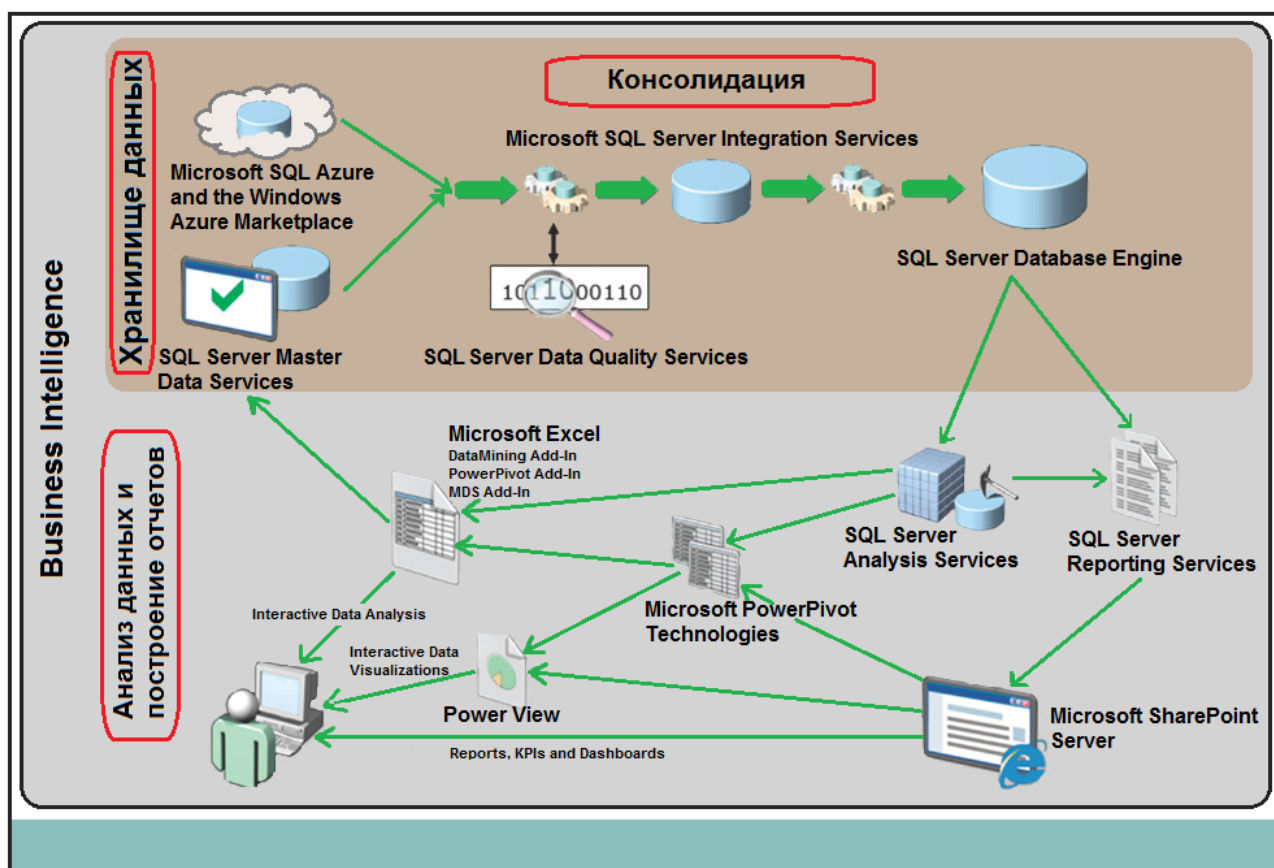 Business Intelligence
Хранилище данных
Консолидация
Microsoft SQL Server Integration Services
Microsoft SQL Azure
and the Windows
Azure Marketplace
SQL Server Database Engine
101100110
SQL Server Master
Data Services
SQL Server Data Quality Services
Анализ данных и
построение отчетов
Microsoft Excel
DataMining Add-In
PowerPivot Add-In
MDS Add-In
SQL Server
Analysis Services
SQL Server
Reporting Services
Microsoft PowerPivot
Technologies
Interactive Data Analysis
Interactive Data
Visualizations
Power View
Microsoft SharePoint
Server
Reports, KPIs and Dashboards